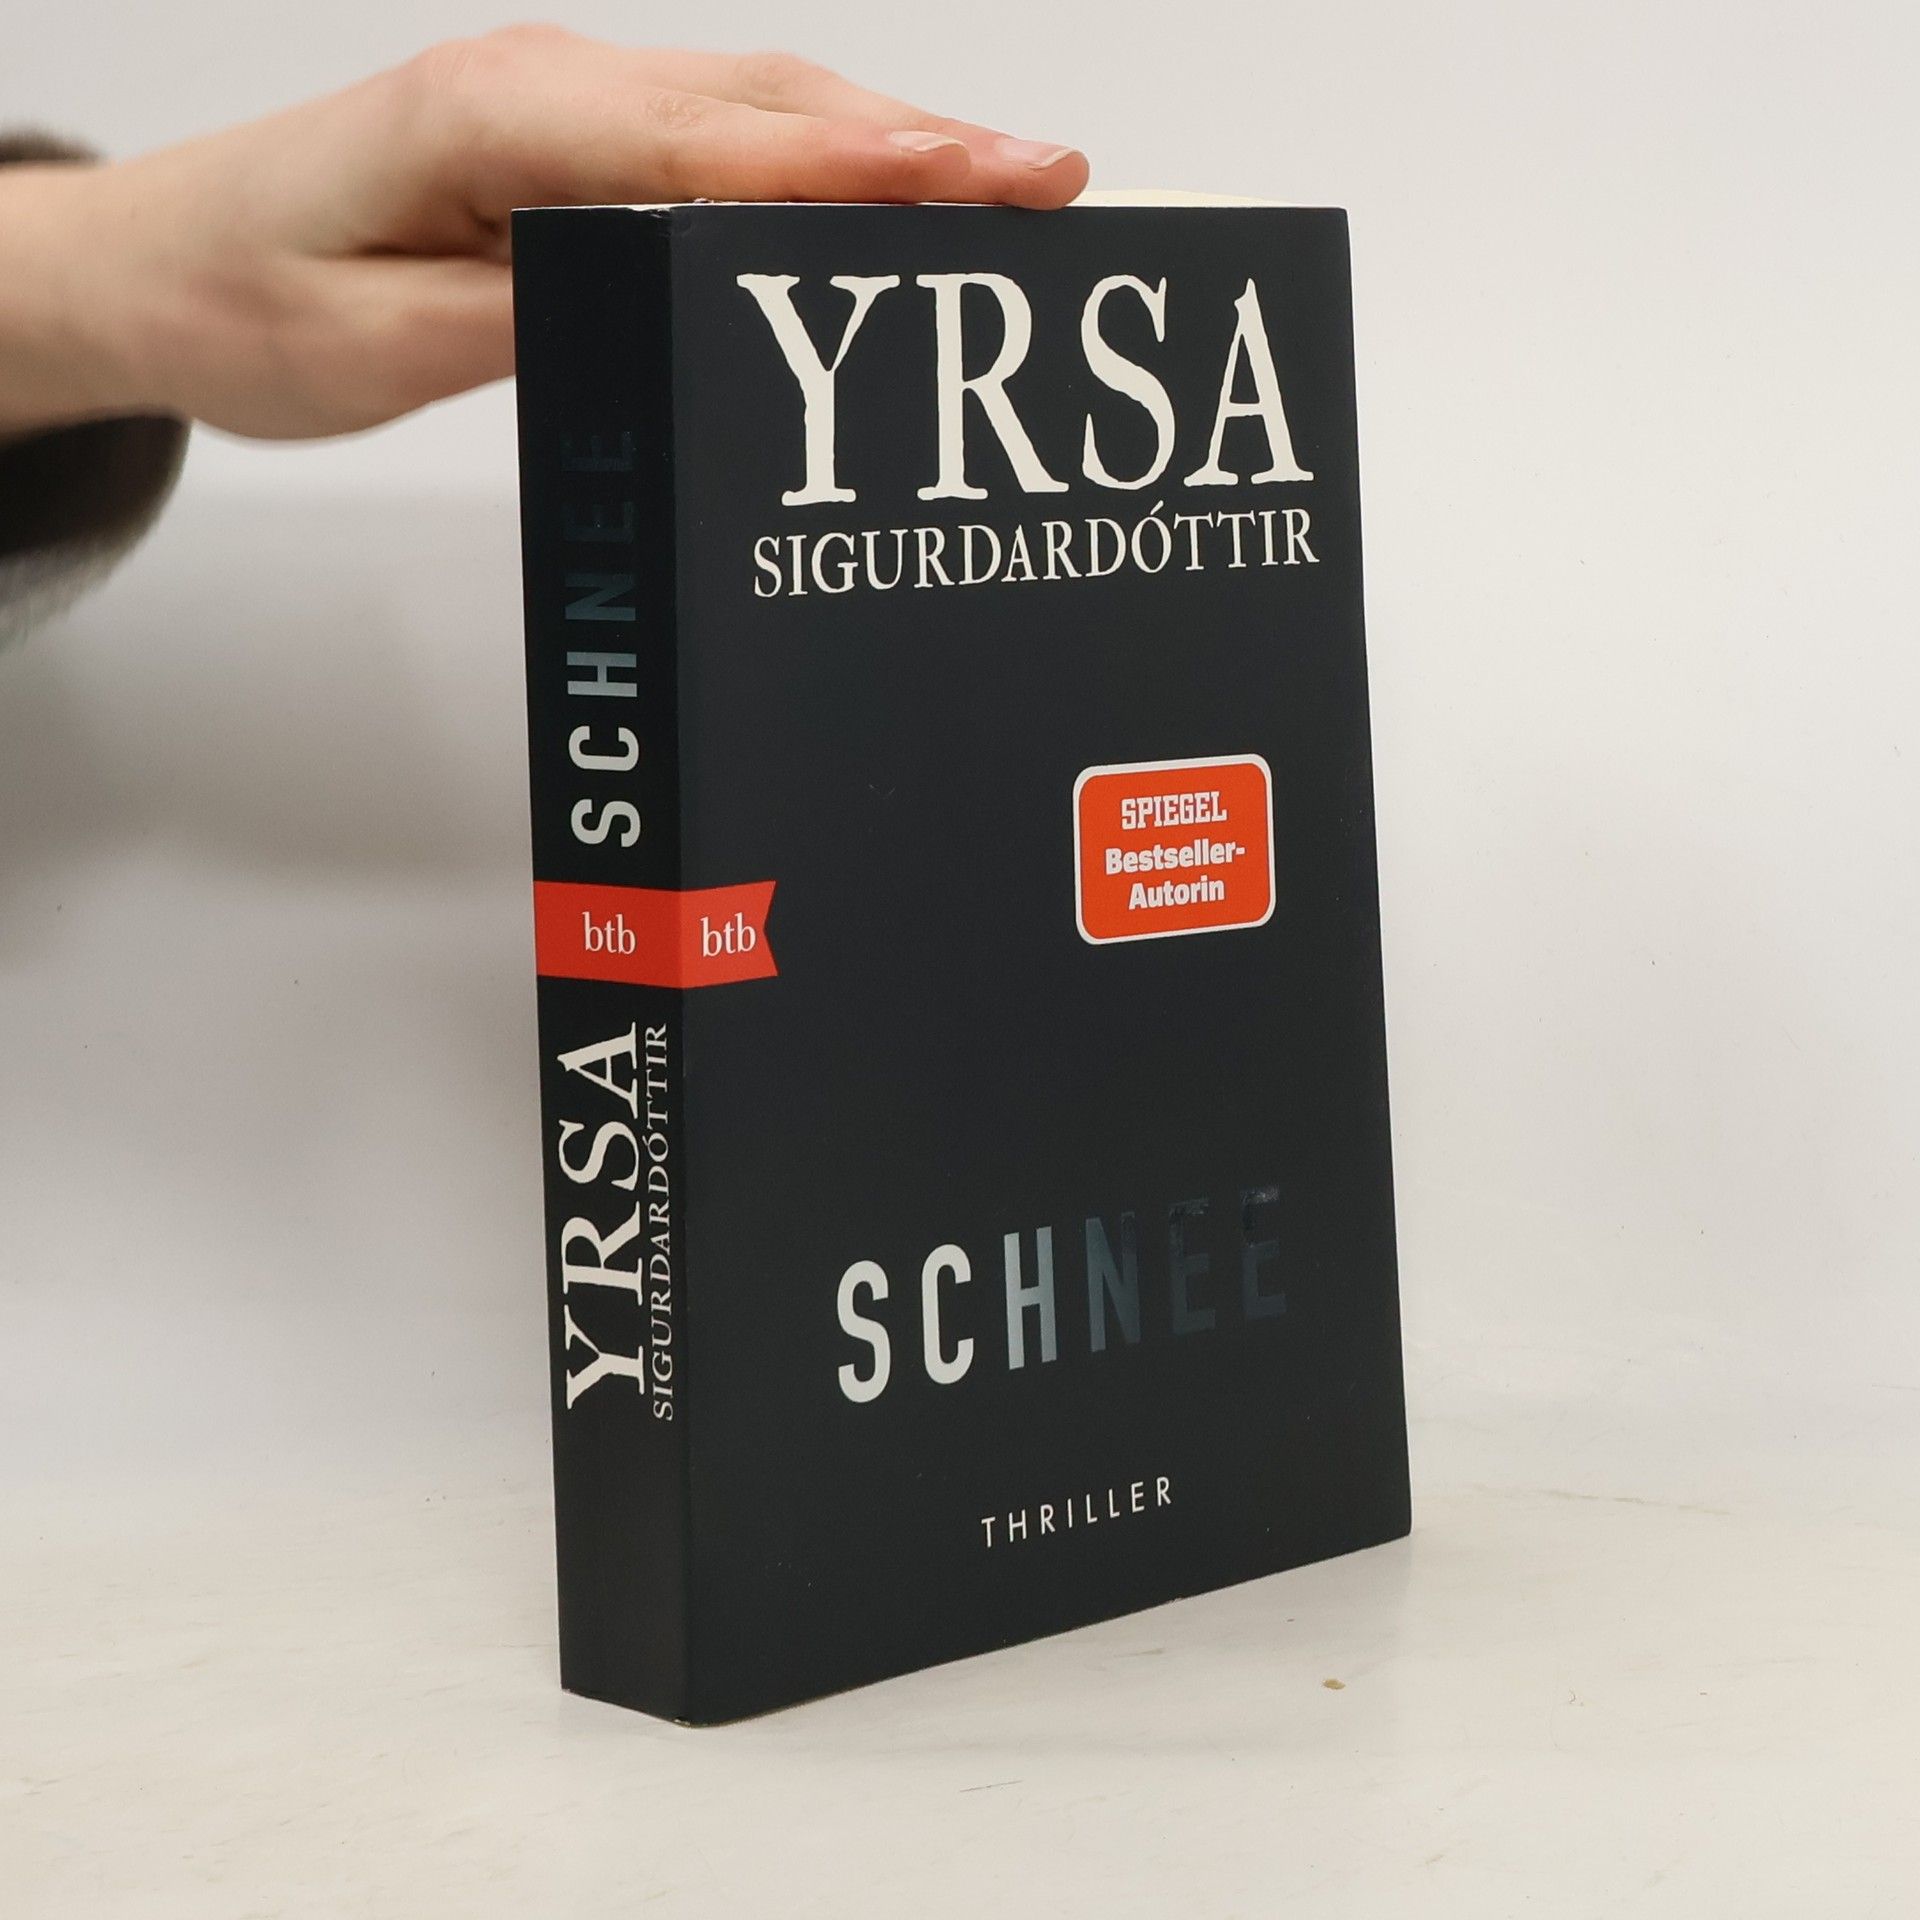 YRSA
SIGURDARDÓTTIR
SPIEGEL
Bestseller-
Autorin
btb
SCHNEE
THRILLER
SCHNEE
btb
YRSA
SIGURDARDÓTTIR